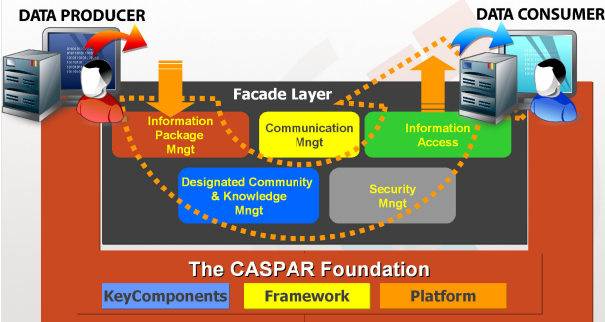 DATA PRODUCER
DATA CONSUMER
Facade Layer
Information
Package
Mngt
Communication
Mngt
Information
Access
Designated Community
& Knowledge
Mngt
Security
Mngt
The CASPAR Foundation
KeyComponents
Framework
Platform